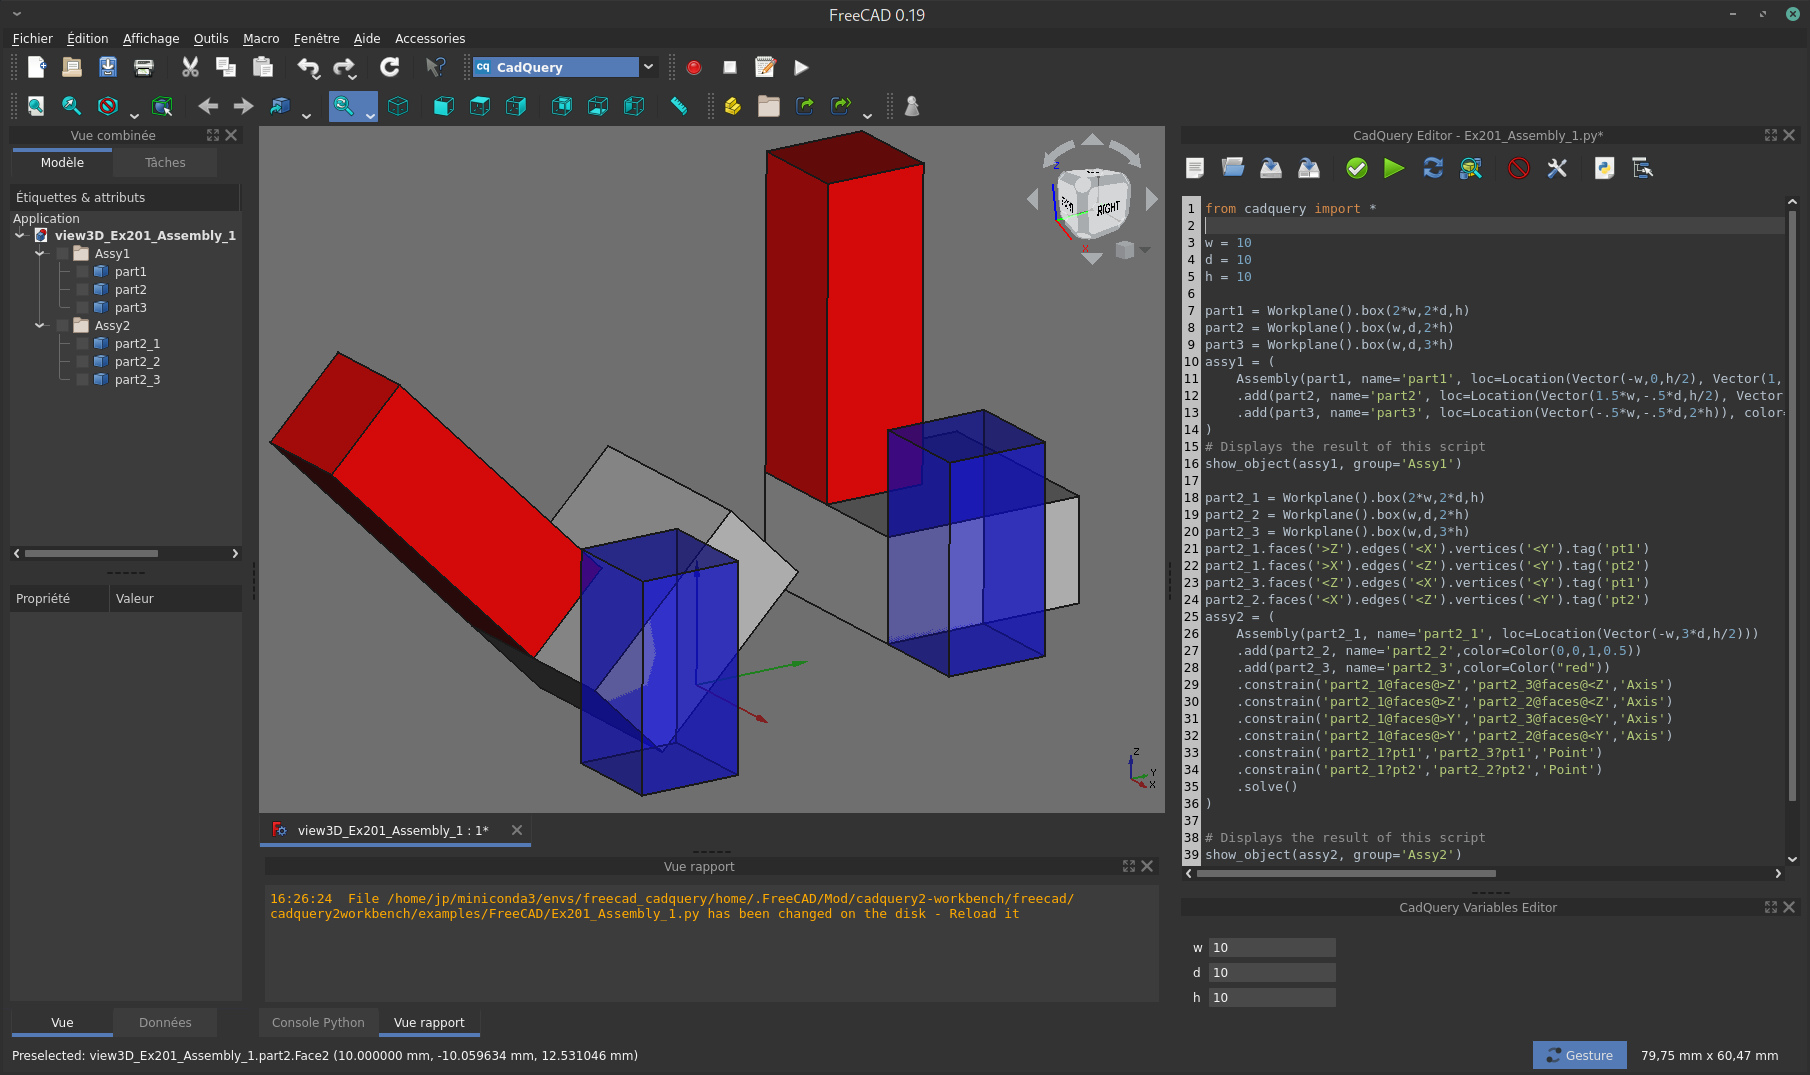 FreeCAD 0.19
Fichier Édition Affichage Outils Macro Fenêtre Aide Accessories
cq CadQuery
Vue combinée
Modèle Tâches
Étiquettes & attributs
Application
view3D_Ex201_Assembly_1
Assy1
part1
part2
part3
Assy2
part2_1
part2_2
part2_3
Propriété Valeur
Vue Données
Z
RIGHT
X
Z
Y
X
view3D_Ex201_Assembly_1 : 1*
Vue rapport
16:26:24  File /home/jp/miniconda3/envs/freecad_cadquery/home/.FreeCAD/Mod/cadquery2-workbench/freecad/
cadquery2workbench/examples/FreeCAD/Ex201_Assembly_1.py has been changed on the disk - Reload it
Console Python Vue rapport
CadQuery Editor - Ex201_Assembly_1.py*
1 from cadquery import *
2
3 w = 10
4 d = 10
5 h = 10
6
7 part1 = Workplane().box(2*w,2*d,h)
8 part2 = Workplane().box(w,d,2*h)
9 part3 = Workplane().box(w,d,3*h)
10 assy1 = (
11     Assembly(part1, name='part1', loc=Location(Vector(-w,0,h/2), Vector(1,
12     .add(part2, name='part2', loc=Location(Vector(1.5*w,-.5*d,h/2), Vector
13     .add(part3, name='part3', loc=Location(Vector(-.5*w,-.5*d,2*h)), color=
14 )
15 # Displays the result of this script
16 show_object(assy1, group='Assy1')
17
18 part2_1 = Workplane().box(2*w,2*d,h)
19 part2_2 = Workplane().box(w,d,2*h)
20 part2_3 = Workplane().box(w,d,3*h)
21 part2_1.faces('>Z').edges('<X').vertices('<Y').tag('pt1')
22 part2_1.faces('>X').edges('<Z').vertices('<Y').tag('pt2')
23 part2_3.faces('<Z').edges('<X').vertices('<Y').tag('pt1')
24 part2_2.faces('<X').edges('<Z').vertices('<Y').tag('pt2')
25 assy2 = (
26     Assembly(part2_1, name='part2_1', loc=Location(Vector(-w,3*d,h/2)))
27     .add(part2_2, name='part2_2',color=Color(0,0,1,0.5))
28     .add(part2_3, name='part2_3',color=Color("red"))
29     .constrain('part2_1@faces@>Z','part2_3@faces@<Z','Axis')
30     .constrain('part2_1@faces@>Z','part2_2@faces@<Z','Axis')
31     .constrain('part2_1@faces@>Y','part2_3@faces@<Y','Axis')
32     .constrain('part2_1@faces@>Y','part2_2@faces@<Y','Axis')
33     .constrain('part2_1?pt1','part2_3?pt1','Point')
34     .constrain('part2_1?pt2','part2_2?pt2','Point')
35     .solve()
36 )
37
38 # Displays the result of this script
39 show_object(assy2, group='Assy2')
CadQuery Variables Editor
w 10
d 10
h 10
Preselected: view3D_Ex201_Assembly_1.part2.Face2 (10.000000 mm, -10.059634 mm, 12.531046 mm)
Gesture 79,75 mm x 60,47 mm